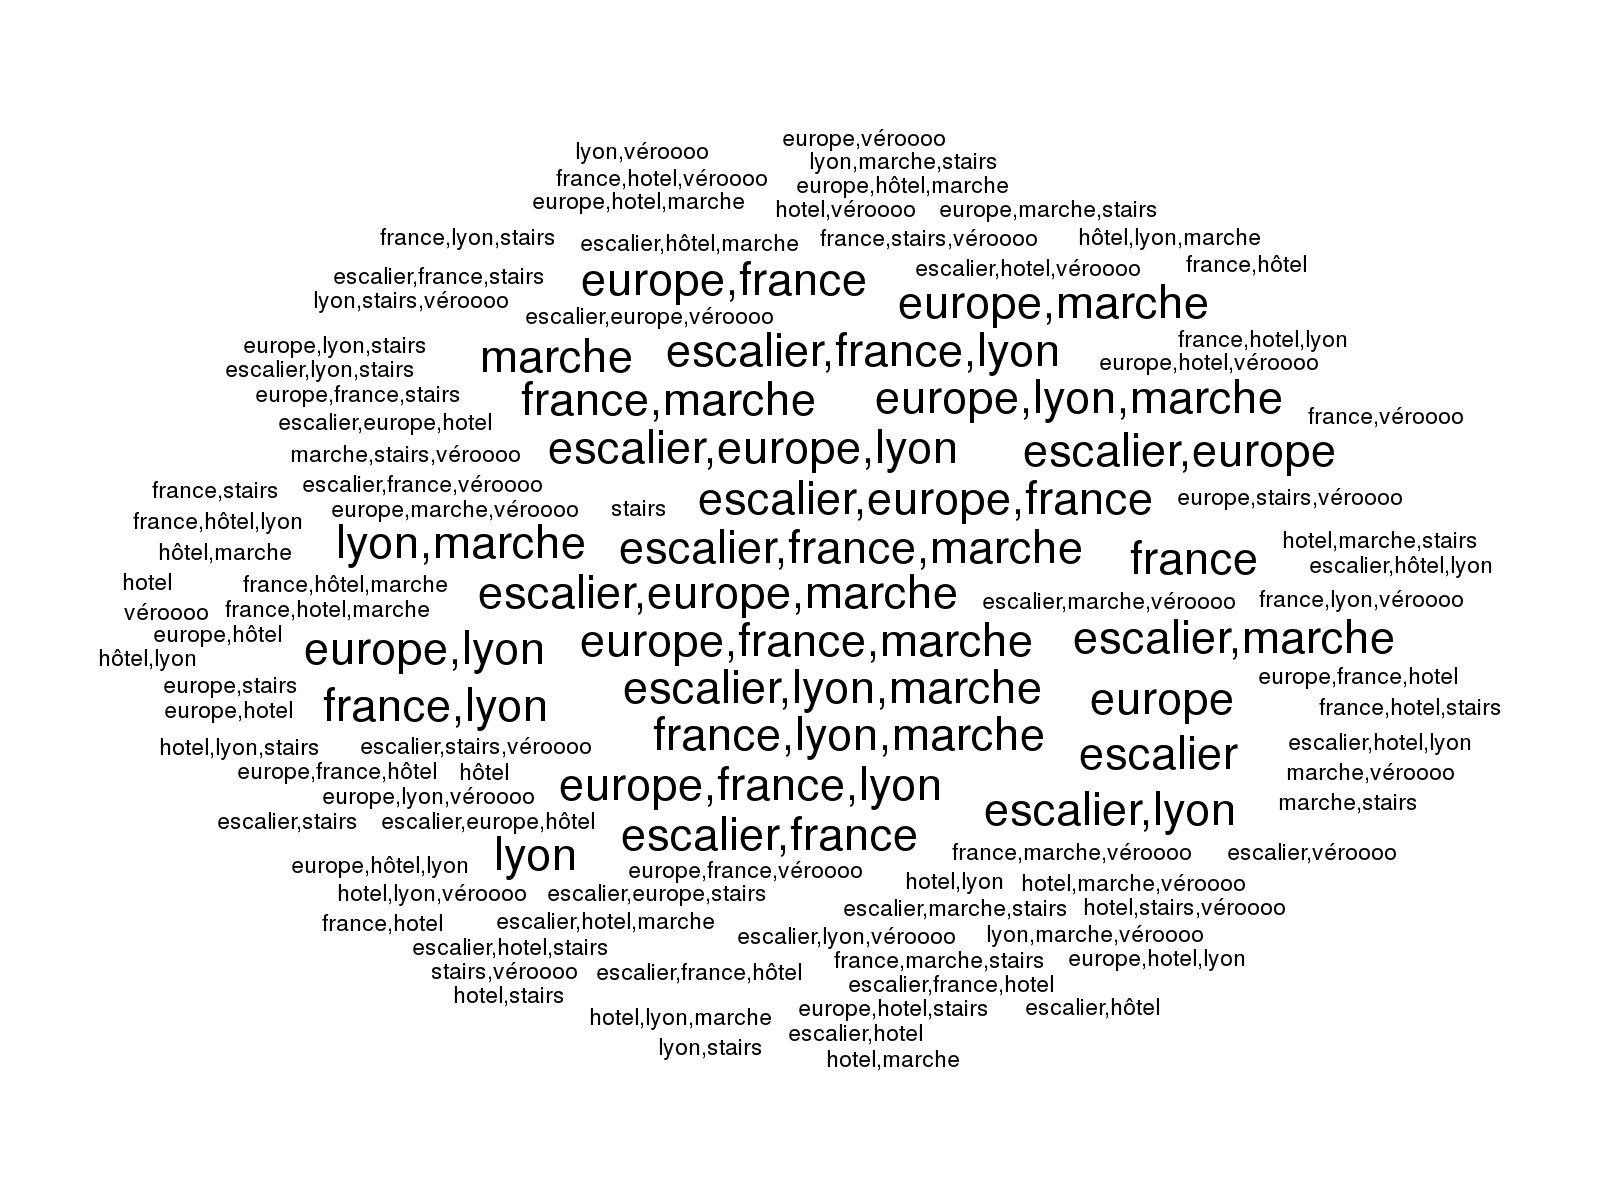 europe,véroooo
lyon,véroooo
lyon,marche,stairs
france,hotel,véroooo
europe,hôtel,marche
europe,hotel,marche
hotel,véroooo
europe,marche,stairs
france,lyon,stairs
escalier,hôtel,marche
france,stairs,véroooo
hôtel,lyon,marche
escalier,france,stairs
europe,france
escalier,hotel,véroooo
france,hôtel
lyon,stairs,véroooo
europe,marche
escalier,europe,véroooo
europe,lyon,stairs
marche
escalier,france,lyon
france,hotel,lyon
escalier,lyon,stairs
europe,hotel,véroooo
europe,france,stairs
france,marche
europe,lyon,marche
france,véroooo
escalier,europe,hotel
marche,stairs,véroooo
escalier,europe,lyon
escalier,europe
france,stairs
escalier,france,véroooo
europe,marche,véroooo
stairs
escalier,europe,france
europe,stairs,véroooo
france,hôtel,lyon
hôtel,marche
lyon,marche
escalier,france,marche
france
hotel,marche,stairs
escalier,hôtel,lyon
hotel
france,hôtel,marche
escalier,europe,marche
escalier,marche,véroooo
france,lyon,véroooo
véroooo
france,hotel,marche
europe,hôtel
hôtel,lyon
europe,lyon
europe,france,marche
escalier,marche
europe,stairs
europe,hotel
france,lyon
escalier,lyon,marche
europe
europe,france,hotel
france,hotel,stairs
hotel,lyon,stairs
escalier,stairs,véroooo
france,lyon,marche
escalier
escalier,hotel,lyon
europe,france,hôtel
hôtel
marche,véroooo
europe,lyon,véroooo
europe,france,lyon
escalier,lyon
marche,stairs
escalier,stairs
escalier,europe,hôtel
escalier,france
europe,hôtel,lyon
lyon
europe,france,véroooo
france,marche,véroooo
escalier,véroooo
hotel,lyon,véroooo
escalier,europe,stairs
hotel,lyon
hotel,marche,véroooo
france,hotel
escalier,hotel,marche
escalier,marche,stairs
hotel,stairs,véroooo
escalier,hotel,stairs
escalier,lyon,véroooo
lyon,marche,véroooo
stairs,véroooo
escalier,france,hôtel
france,marche,stairs
europe,hotel,lyon
hotel,stairs
escalier,france,hotel
hotel,lyon,marche
europe,hotel,stairs
escalier,hôtel
escalier,hotel
lyon,stairs
hotel,marche